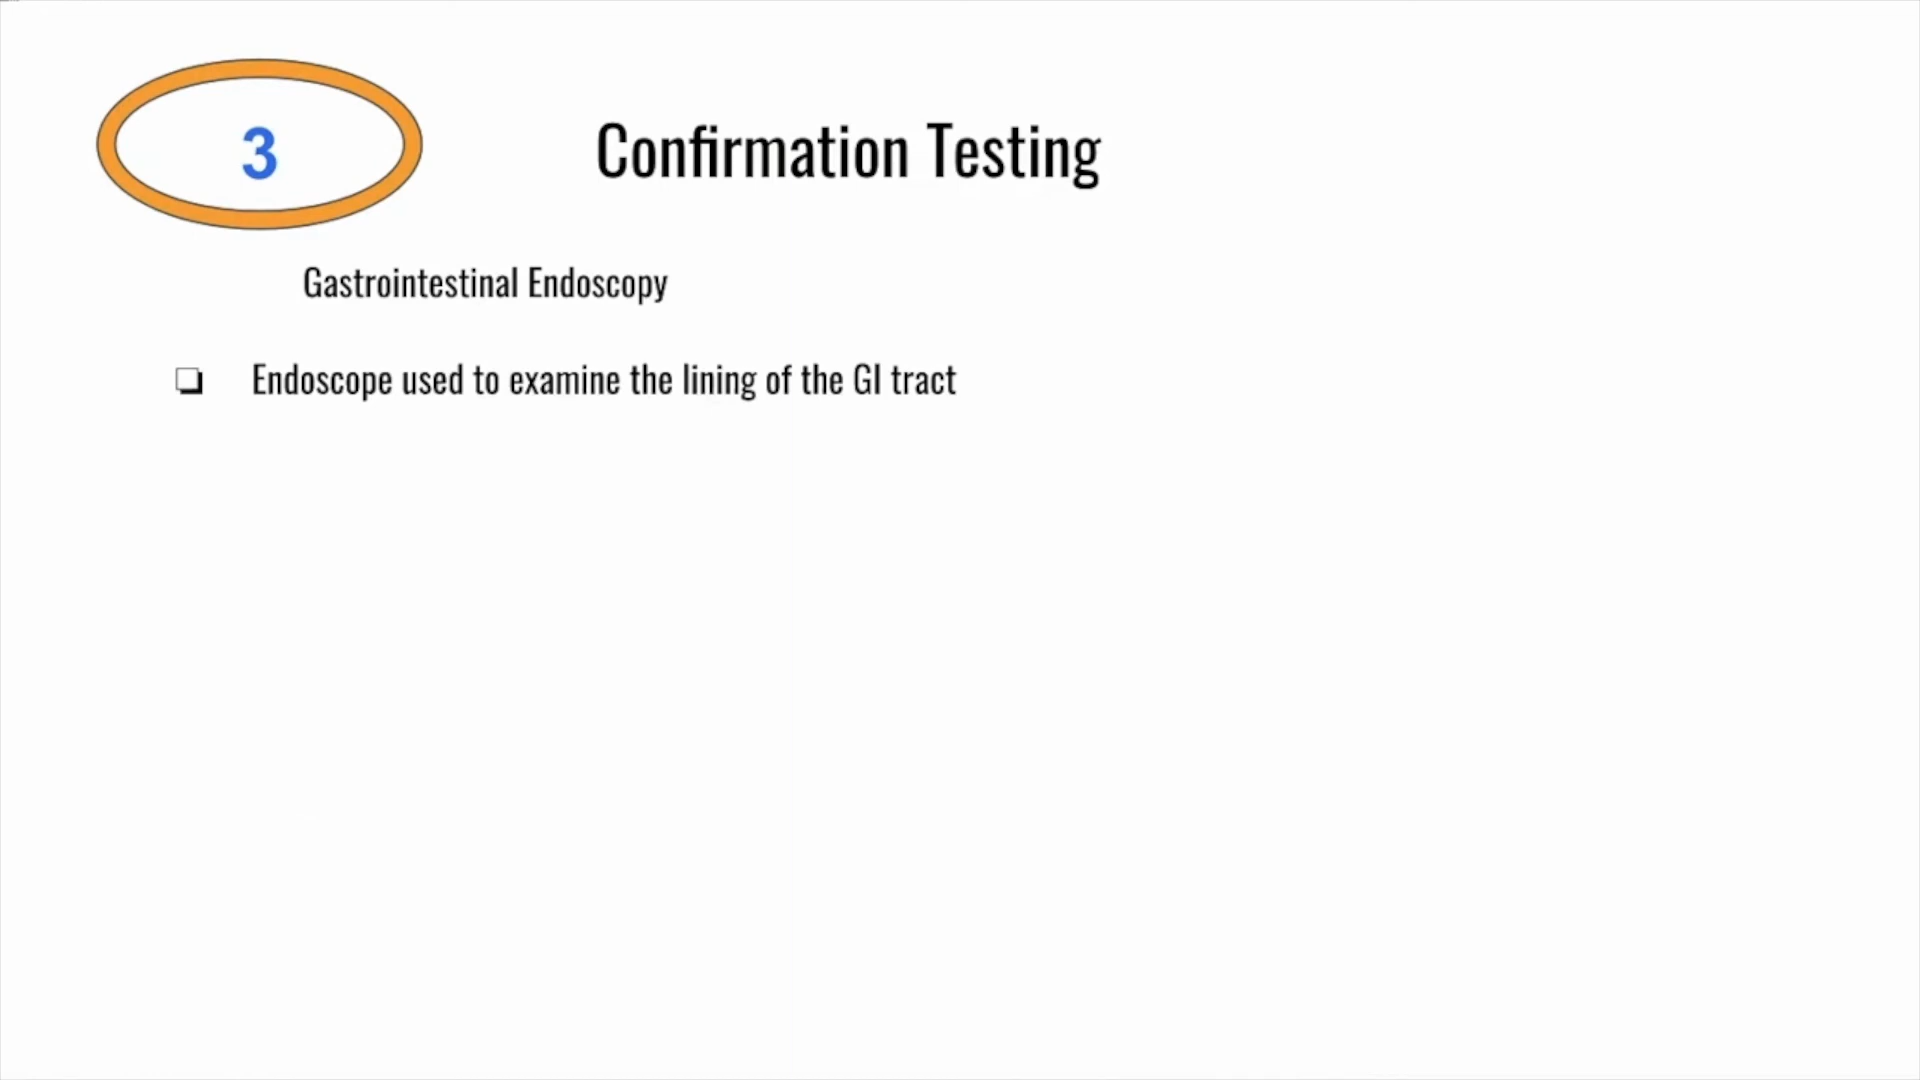 3
Confirmation Testing
Gastrointestinal Endoscopy
❏ Endoscope used to examine the lining of the GI tract